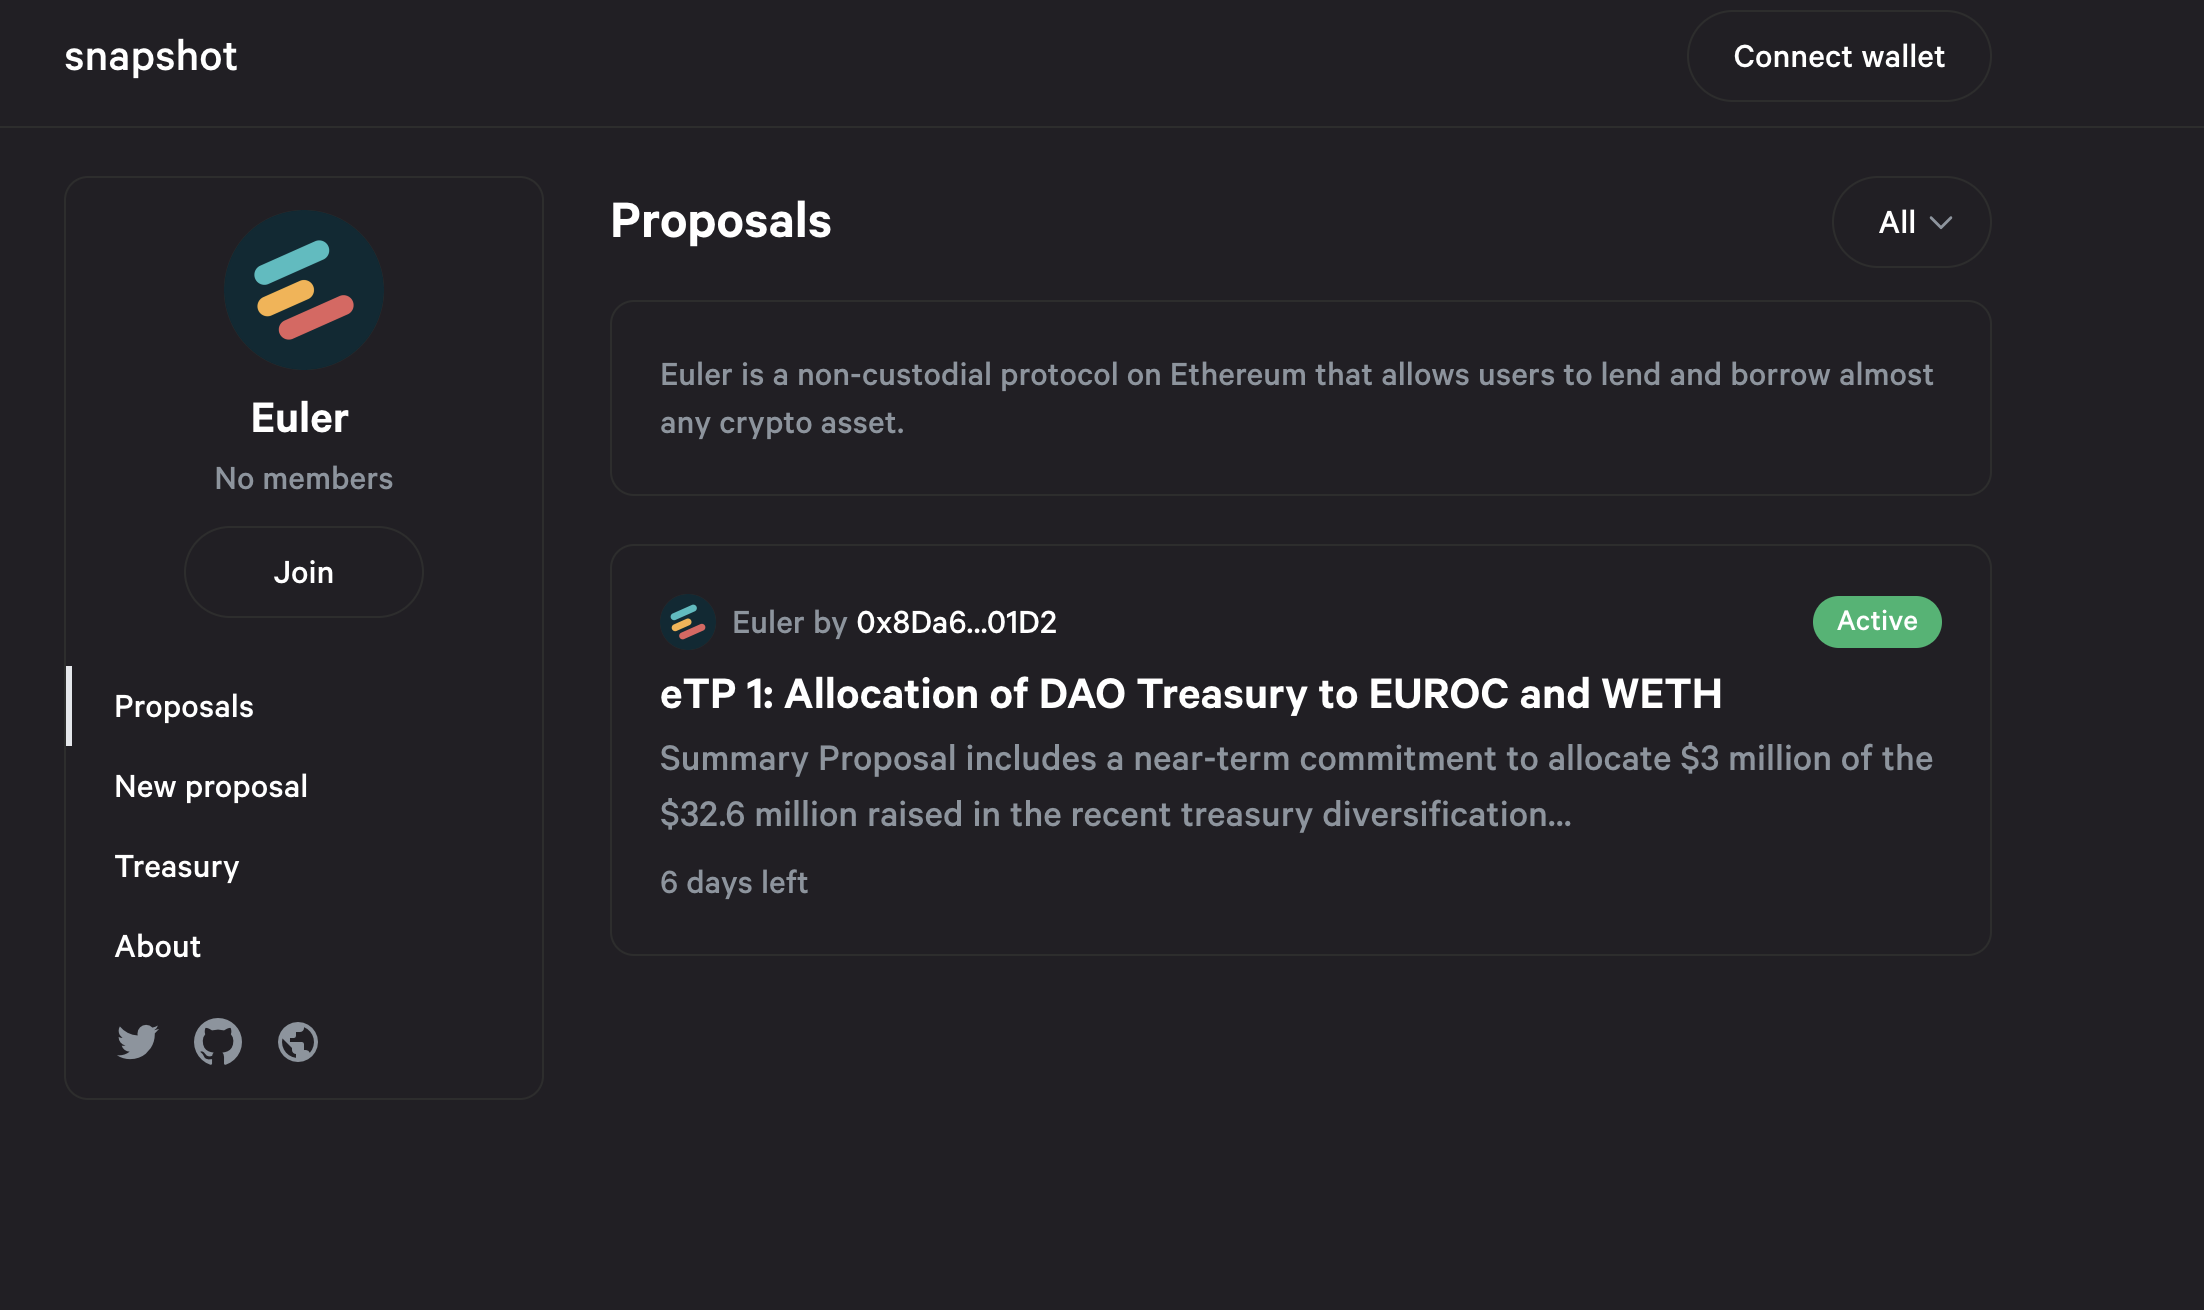 snapshot
Connect wallet
Euler
No members
Join
Proposals
New proposal
Treasury
About
Proposals
All
Euler is a non-custodial protocol on Ethereum that allows users to lend and borrow almost
any crypto asset.
Euler by 0x8Da6...01D2
Active
eTP 1: Allocation of DAO Treasury to EUROC and WETH
Summary Proposal includes a near-term commitment to allocate $3 million of the
$32.6 million raised in the recent treasury diversification...
6 days left